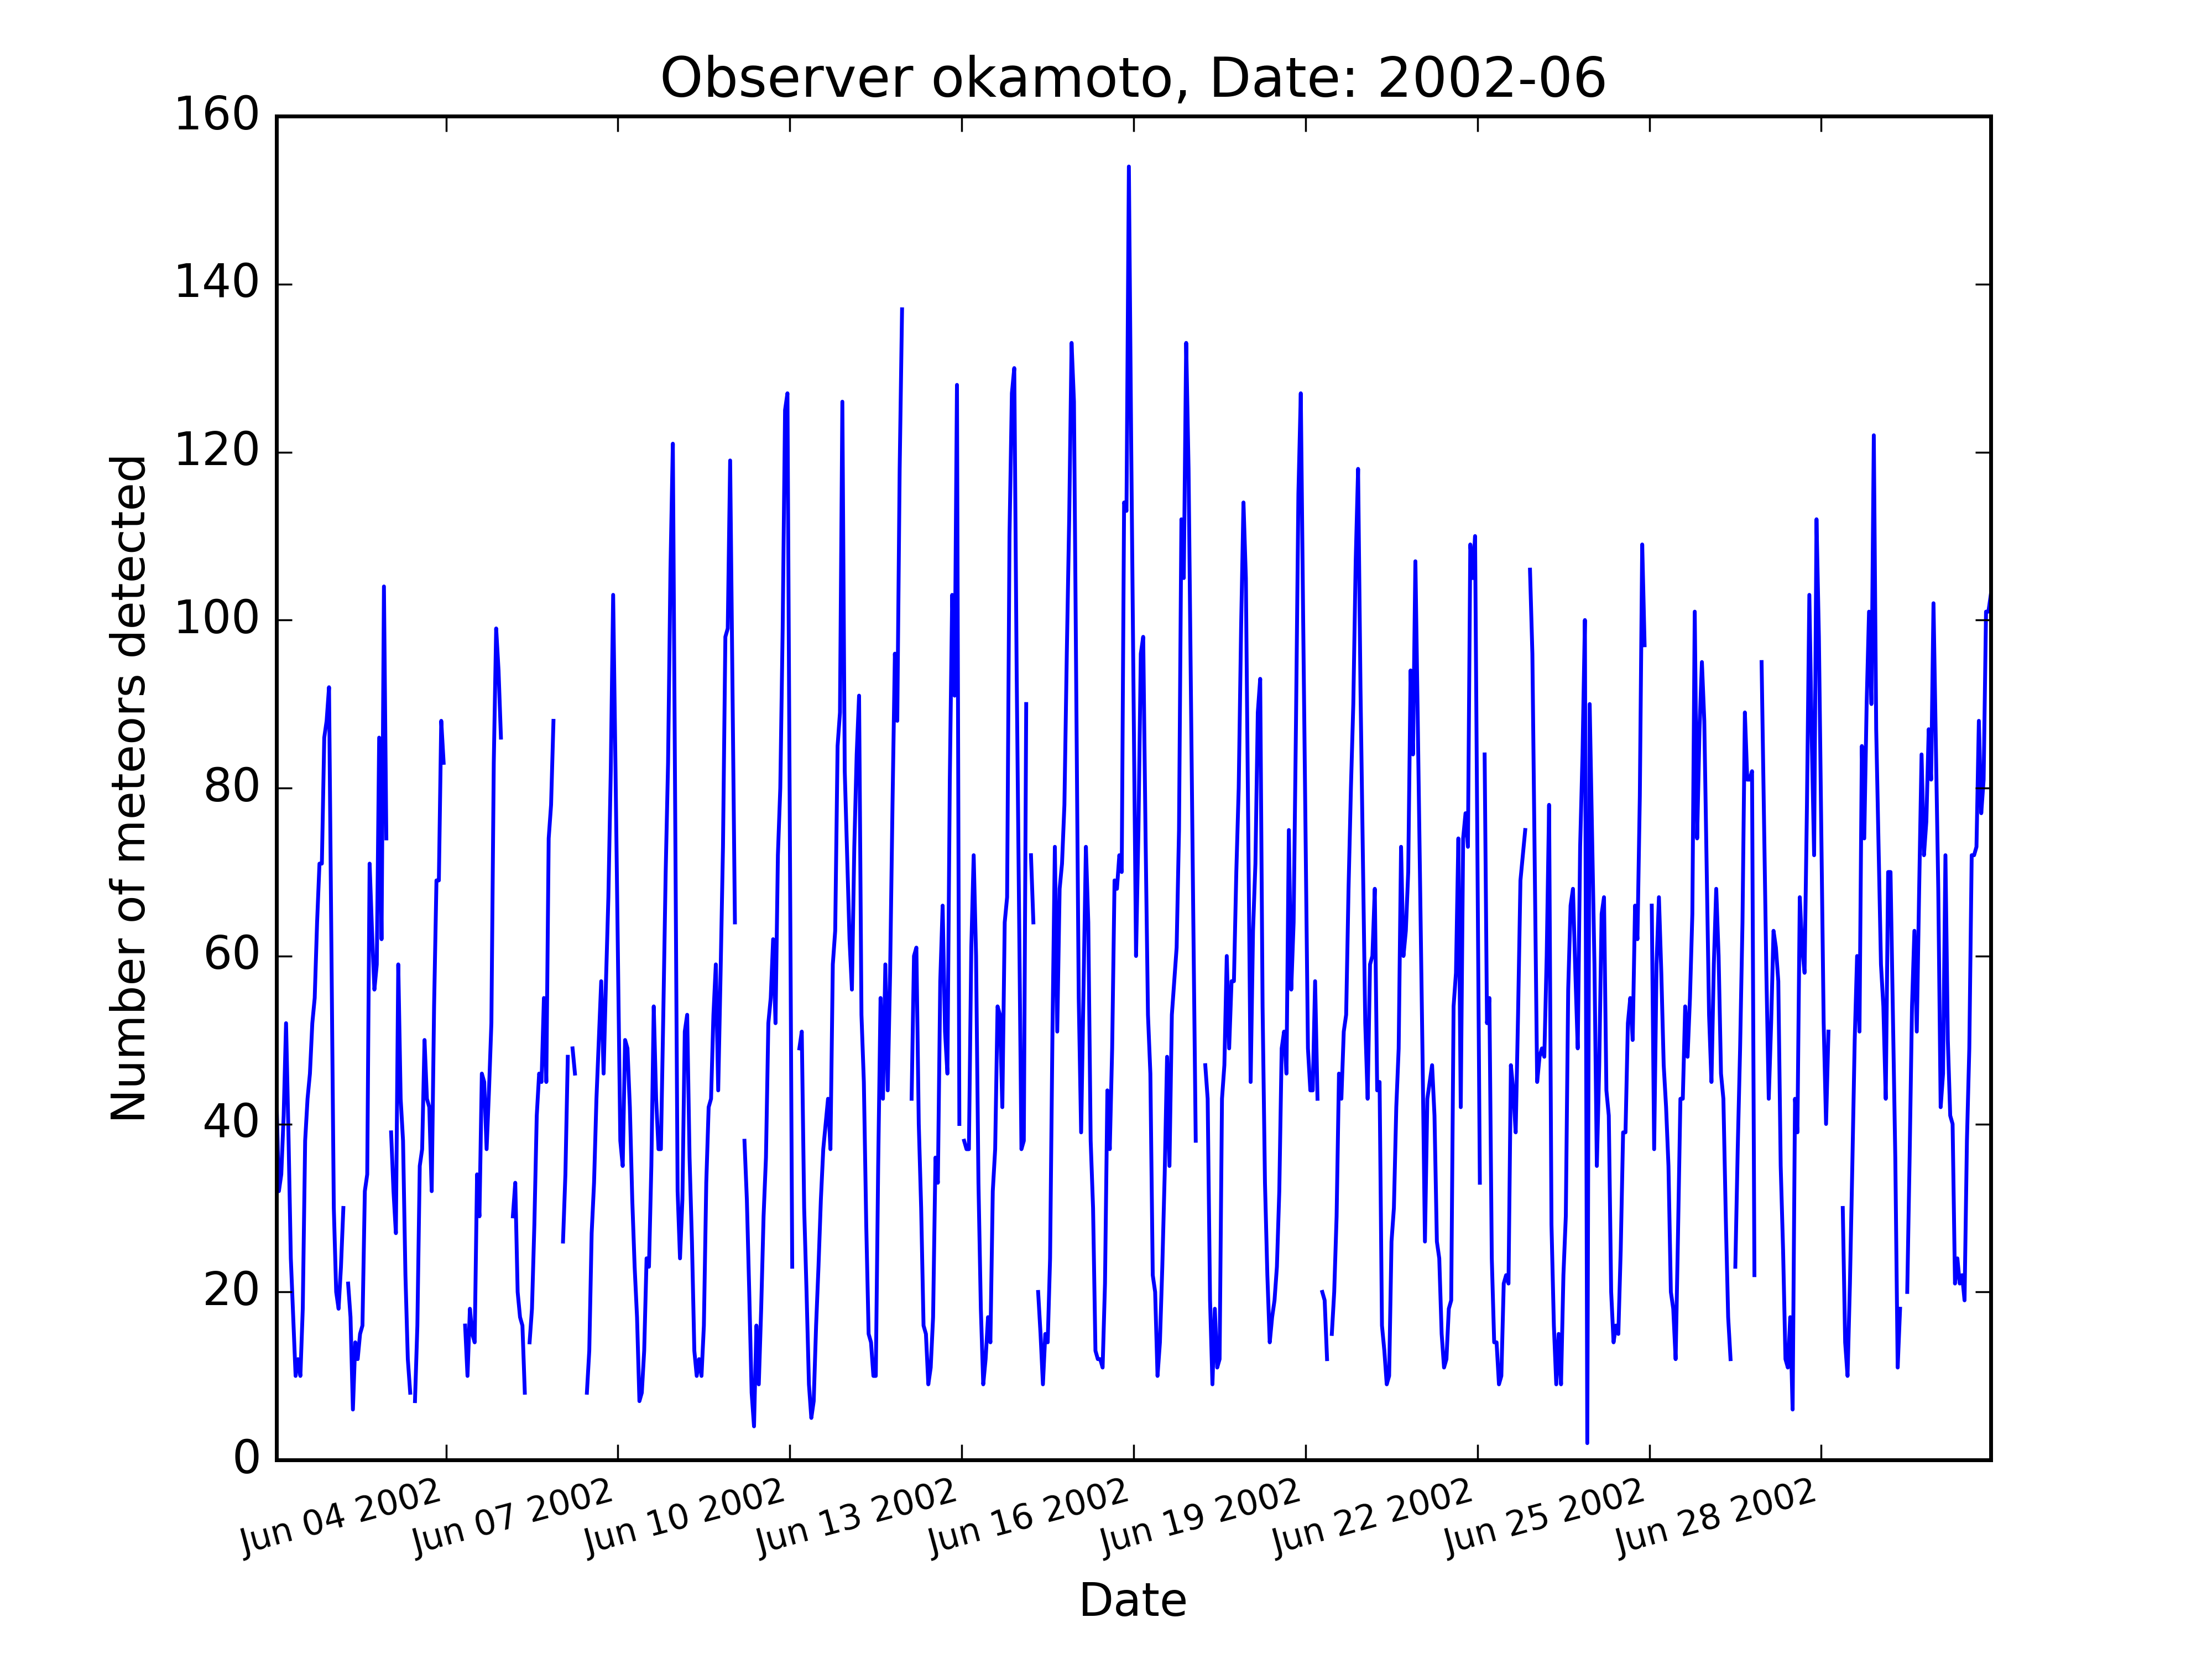 Observer okamoto, Date: 2002-06
160
140
120
100
80
60
40
20
0
Number of meteors detected
Jun 04 2002
Jun 07 2002
Jun 10 2002
Jun 13 2002
Jun 16 2002
Jun 19 2002
Jun 22 2002
Jun 25 2002
Jun 28 2002
Date